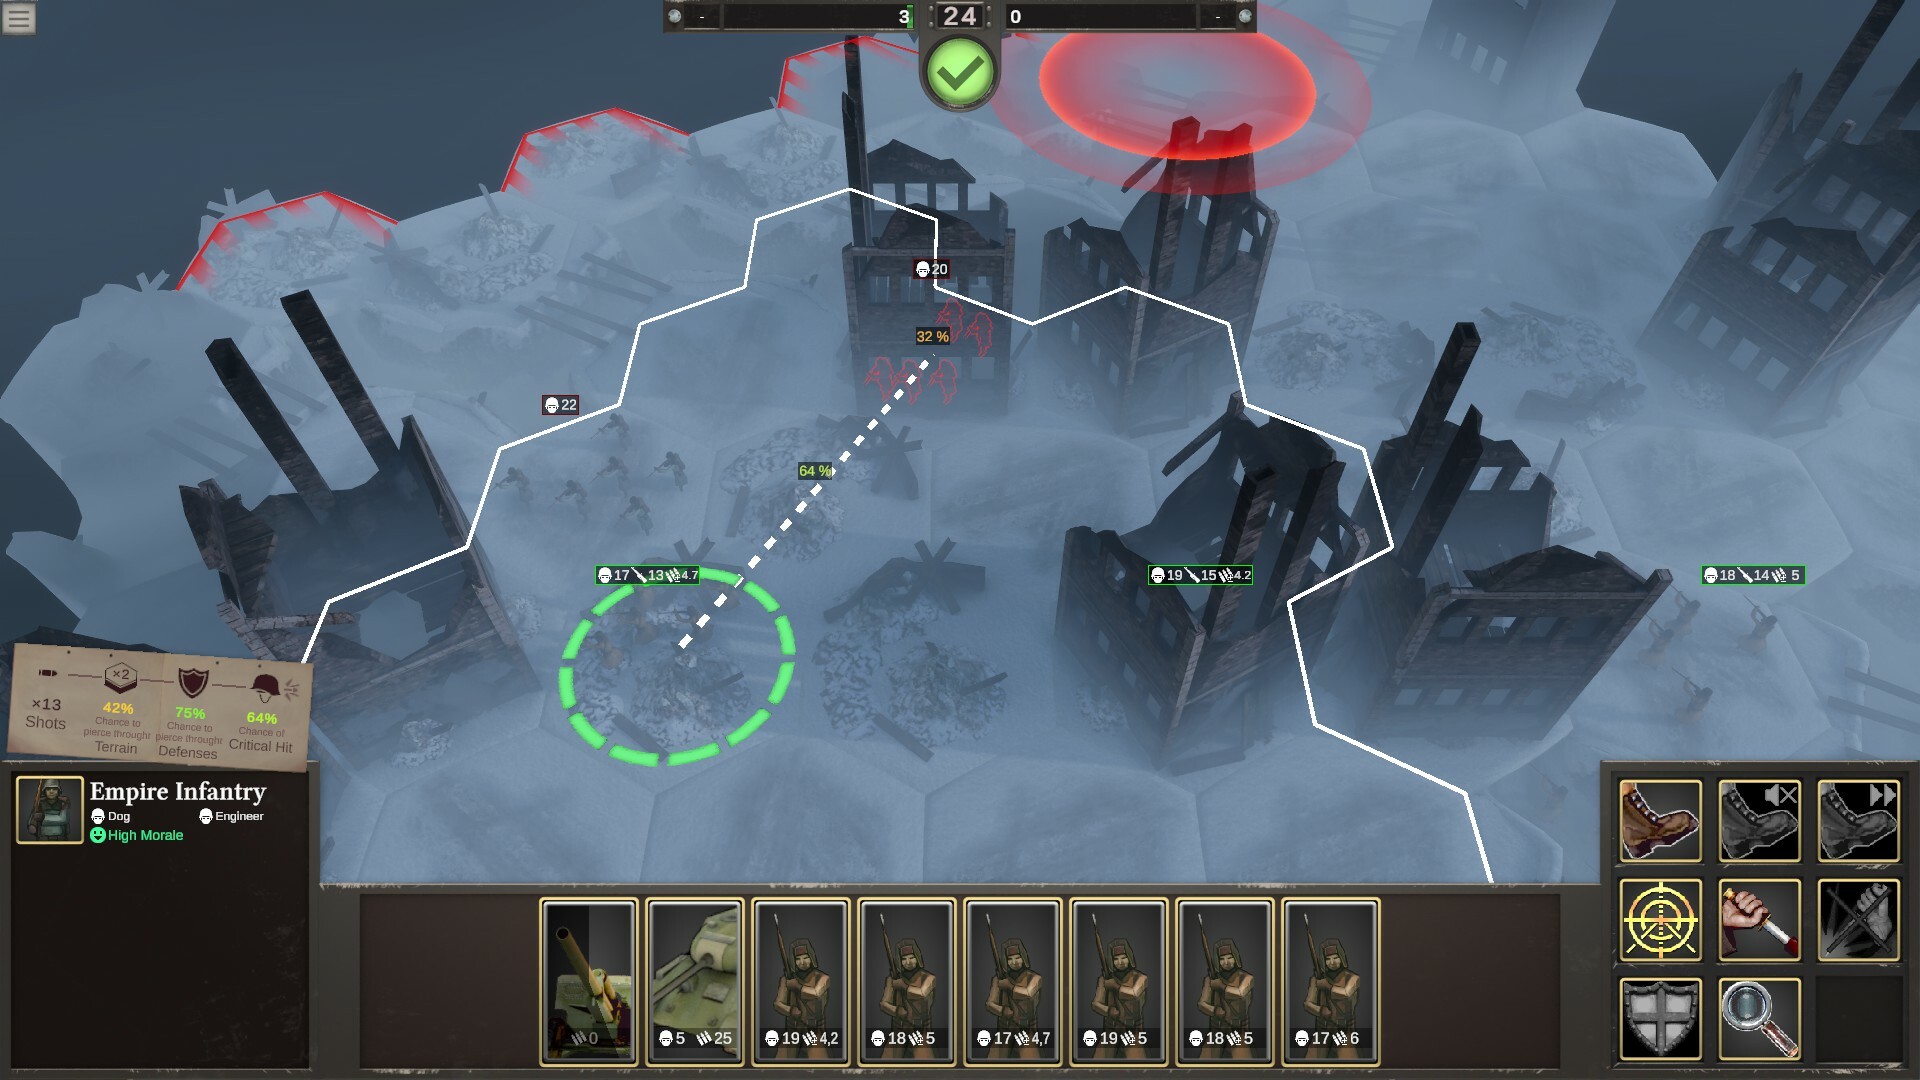 - 3 24 0 -
20
32 %
22
64 %
17 13 4.7
19 15 4.2
18 14 5
×2
×13
Shots
42%
Chance to
pierce throught
Terrain
75%
Chance to
pierce throught
Defenses
64%
Chance of
Critical Hit
Empire Infantry
Dog Engineer
High Morale
0
5 25
19 4,2
18 5
17 4,7
19 5
18 5
17 6